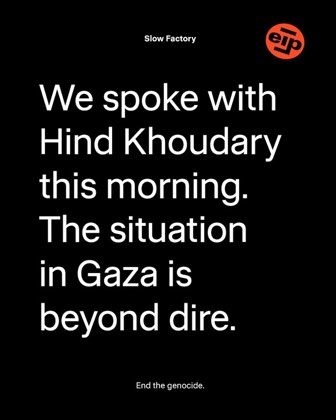 Slow Factory
eip
We spoke with
Hind Khoudary
this morning.
The situation
in Gaza is
beyond dire.
End the genocide.